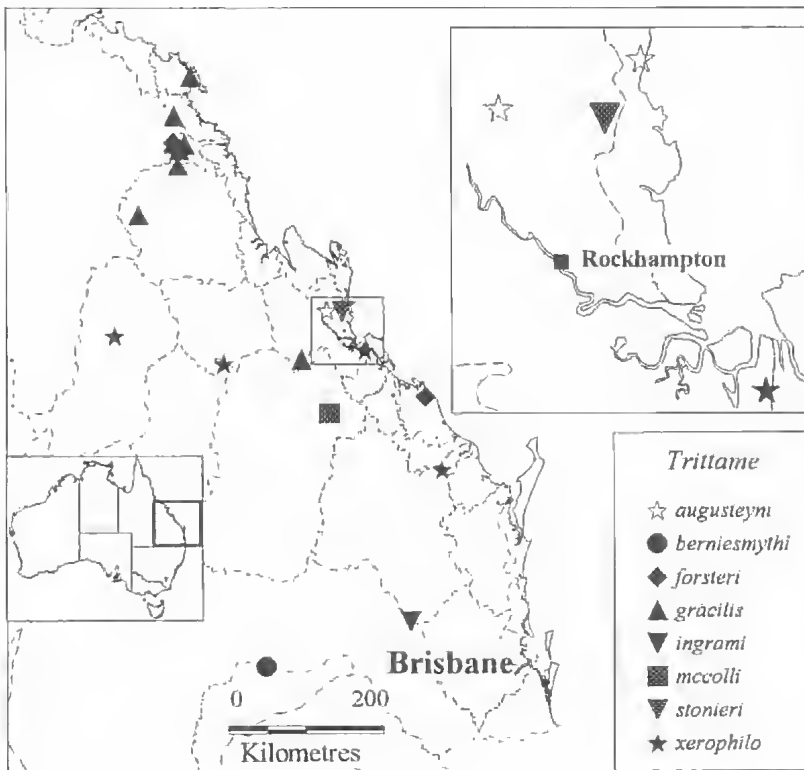 Rockhampton
Trittame
augusteyni
berniesmythi
forsteri
gracilis
ingrami
mccolli
stonieri
xerophilo
Brisbane
0 200
Kilometres